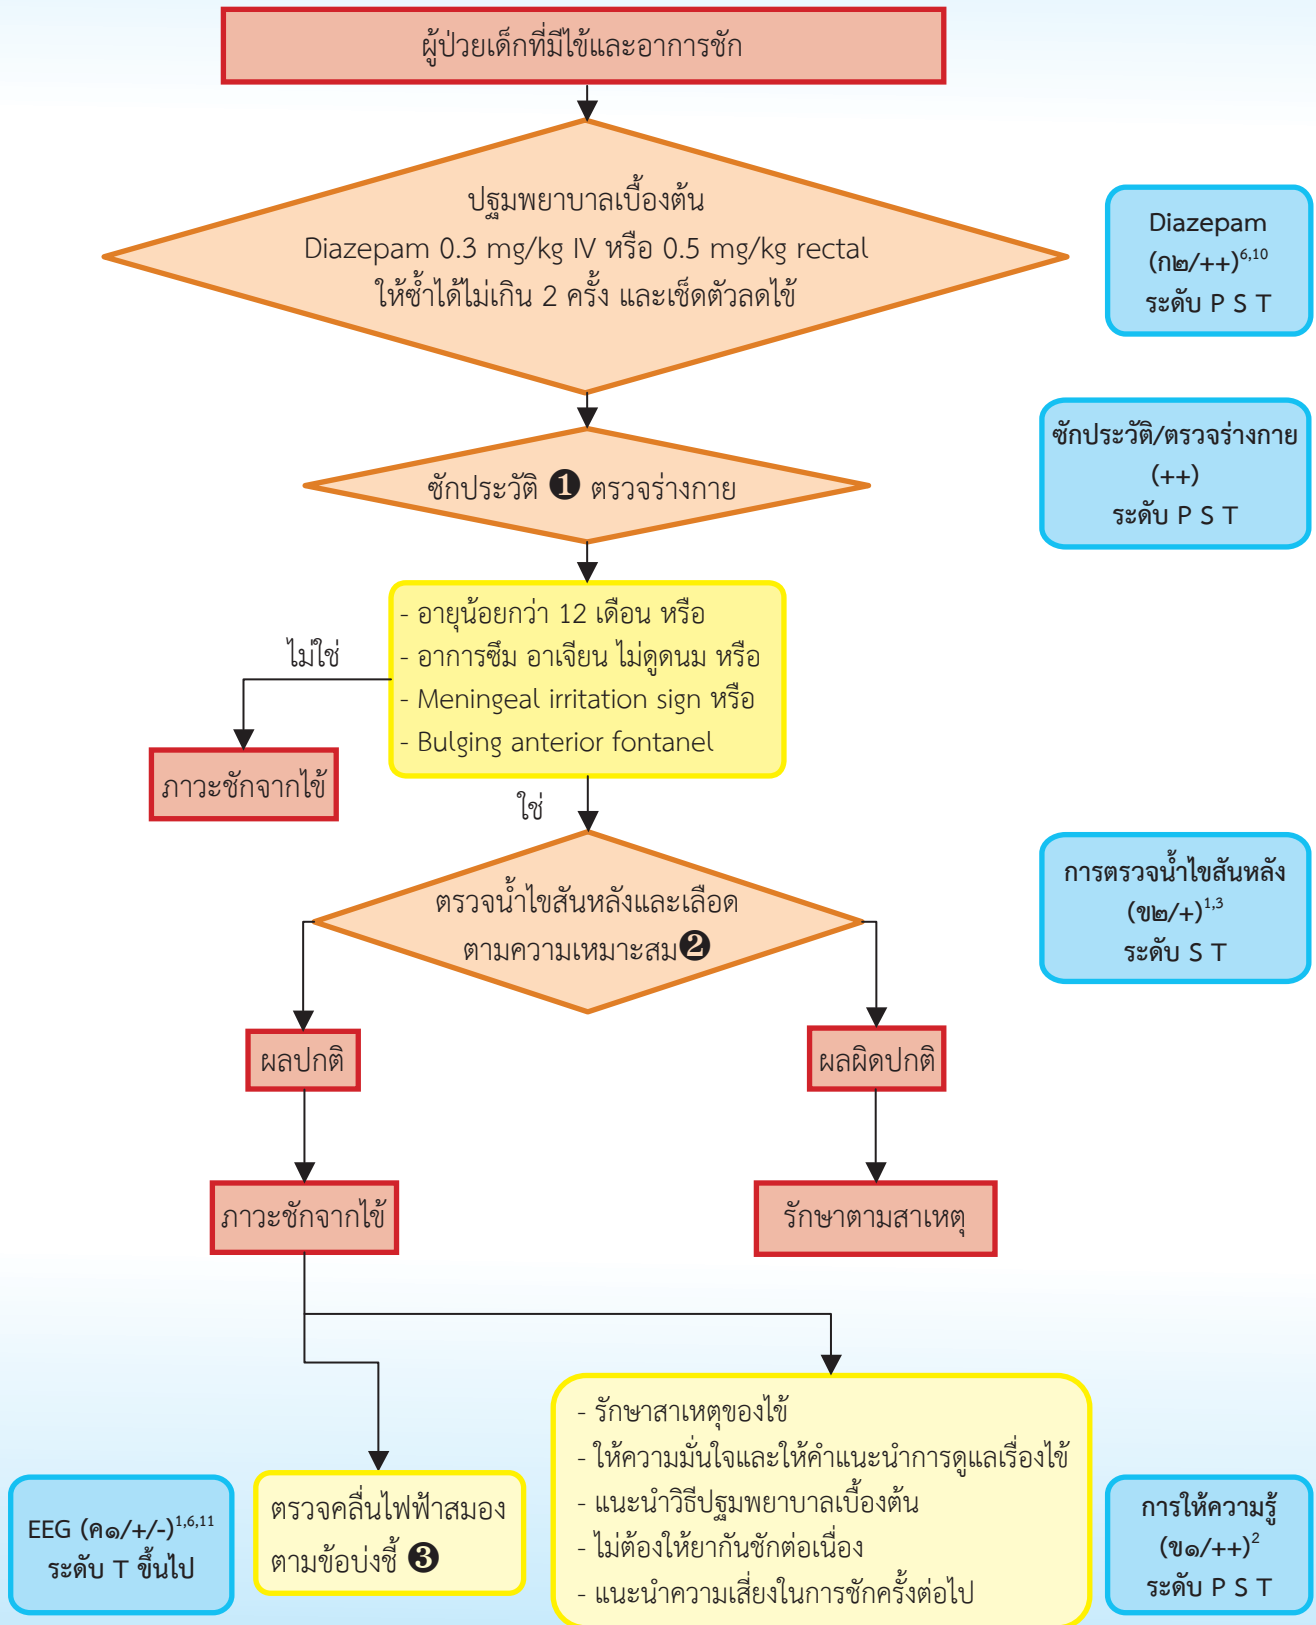 ผู้ป่วยเด็กที่มีไข้และอาการชัก
ปฐมพยาบาลเบื้องต้น
Diazepam 0.3 mg/kg IV หรือ 0.5 mg/kg rectal
ให้ซ้ำได้ไม่เกิน 2 ครั้ง และเช็ดตัวลดไข้
Diazepam
(ก๒/++)6,10
ระดับ P S T
ซักประวัติ ❶ ตรวจร่างกาย
ซักประวัติ/ตรวจร่างกาย
(++)
ระดับ P S T
- อายุน้อยกว่า 12 เดือน หรือ
- อาการซึม อาเจียน ไม่ดูดนม หรือ
- Meningeal irritation sign หรือ
- Bulging anterior fontanel
ไม่ใช่
ภาวะชักจากไข้
ใช่
ตรวจน้ำไขสันหลังและเลือด
ตามความเหมาะสม❷
การตรวจน้ำไขสันหลัง
(ข๒/+)1,3
ระดับ S T
ผลปกติ
ผลผิดปกติ
ภาวะชักจากไข้
รักษาตามสาเหตุ
EEG (ค๑/+/-)1,6,11
ระดับ T ขึ้นไป
ตรวจคลื่นไฟฟ้าสมอง
ตามข้อบ่งชี้ ❸
- รักษาสาเหตุของไข้
- ให้ความมั่นใจและให้คำแนะนำการดูแลเรื่องไข้
- แนะนำวิธีปฐมพยาบาลเบื้องต้น
- ไม่ต้องให้ยากันชักต่อเนื่อง
- แนะนำความเสี่ยงในการชักครั้งต่อไป
การให้ความรู้
(ข๑/++)2
ระดับ P S T